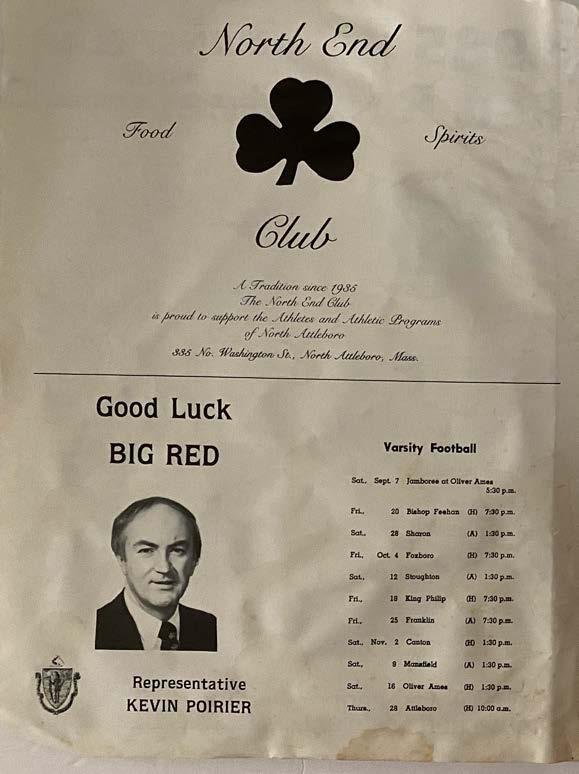 North End
Food
Spirits
Club
A Tradition since 1935
The North End Club
is proud to support the Athletes and Athletic Programs
of North Attleboro
335 No. Washington St., North Attleboro, Mass.
Good Luck
BIG RED
Representative
KEVIN POIRIER
Varsity Football
Sat., Sept. 7 Jamboree at Oliver Ames
5:30 p.m.
Fri., 20 Bishop Feehan (H) 7:30 p.m.
Sat., 28 Sharon (A) 1:30 p.m.
Fri., Oct. 4 Foxboro (H) 7:30 p.m.
Sat., 12 Stoughton (A) 1:30 p.m.
Fri., 18 King Philip (H) 7:30 p.m.
Fri., 25 Franklin (A) 7:30 p.m.
Sat., Nov. 2 Canton (H) 1:30 p.m.
Sat., 9 Mansfield (A) 1:30 p.m.
Sat., 16 Oliver Ames (H) 1:30 p.m.
Thurs., 28 Attleboro (H) 10:00 a.m.